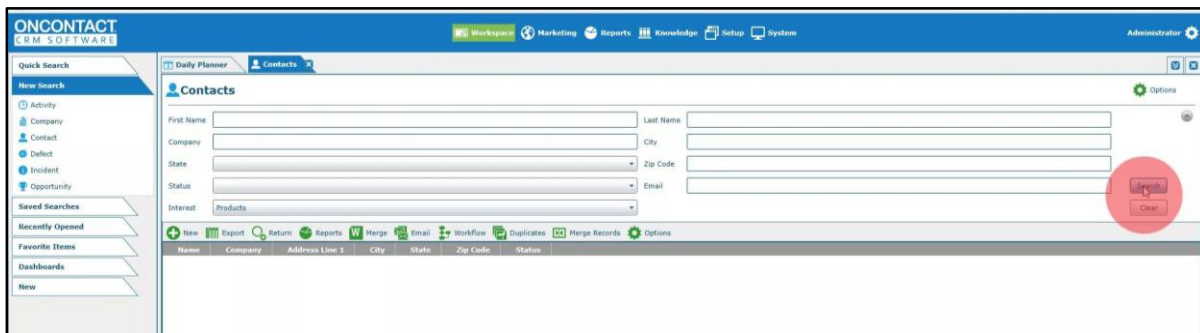 ONCONTACT
CRM SOFTWARE
Workspace Marketing Reports Knowledge Setup System
Administrator
Quick Search
New Search
Activity
Company
Contact
Defect
Incident
Opportunity
Saved Searches
Recently Opened
Favorite Items
Dashboards
New
Daily Planner Contacts X
Contacts
Options
First Name Last Name
Company City
State Zip Code
Status Email Search
Interest Products Clear
New Export Return Reports W Merge Email Workflow Duplicates Merge Records Options
Name Company Address Line 1 City State Zip Code Status